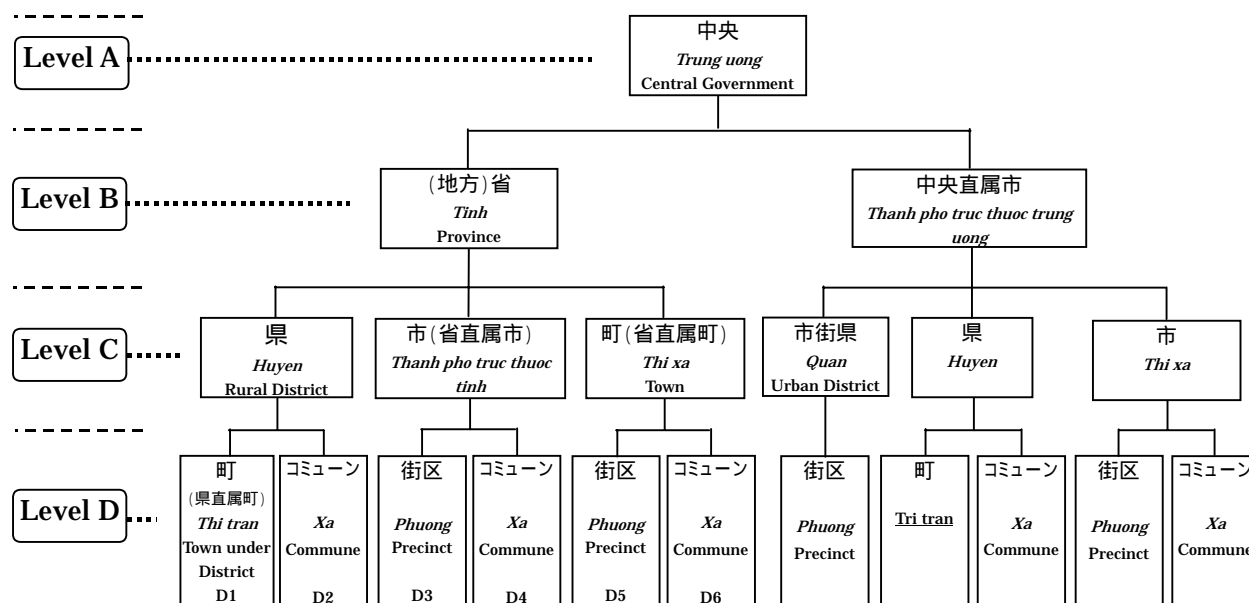 Level A
中央
Trung uong
Central Government
Level B
(地方)省
Tinh
Province
中央直属市
Thanh pho truc thuoc trung
uong
Level C
県
Huyen
Rural District
市(省直属市)
Thanh pho truc thuoc
tinh
町(省直属町)
Thi xa
Town
市街県
Quan
Urban District
県
Huyen
市
Thi xa
Level D
町
(県直属町)
Thi tran
Town under
District
D1
コミューン
Xa
Commune
D2
街区
Phuong
Precinct
D3
コミューン
Xa
Commune
D4
街区
Phuong
Precinct
D5
コミューン
Xa
Commune
D6
街区
Phuong
Precinct
町
Tri tran
コミューン
Xa
Commune
街区
Phuong
Precinct
コミューン
Xa
Commune